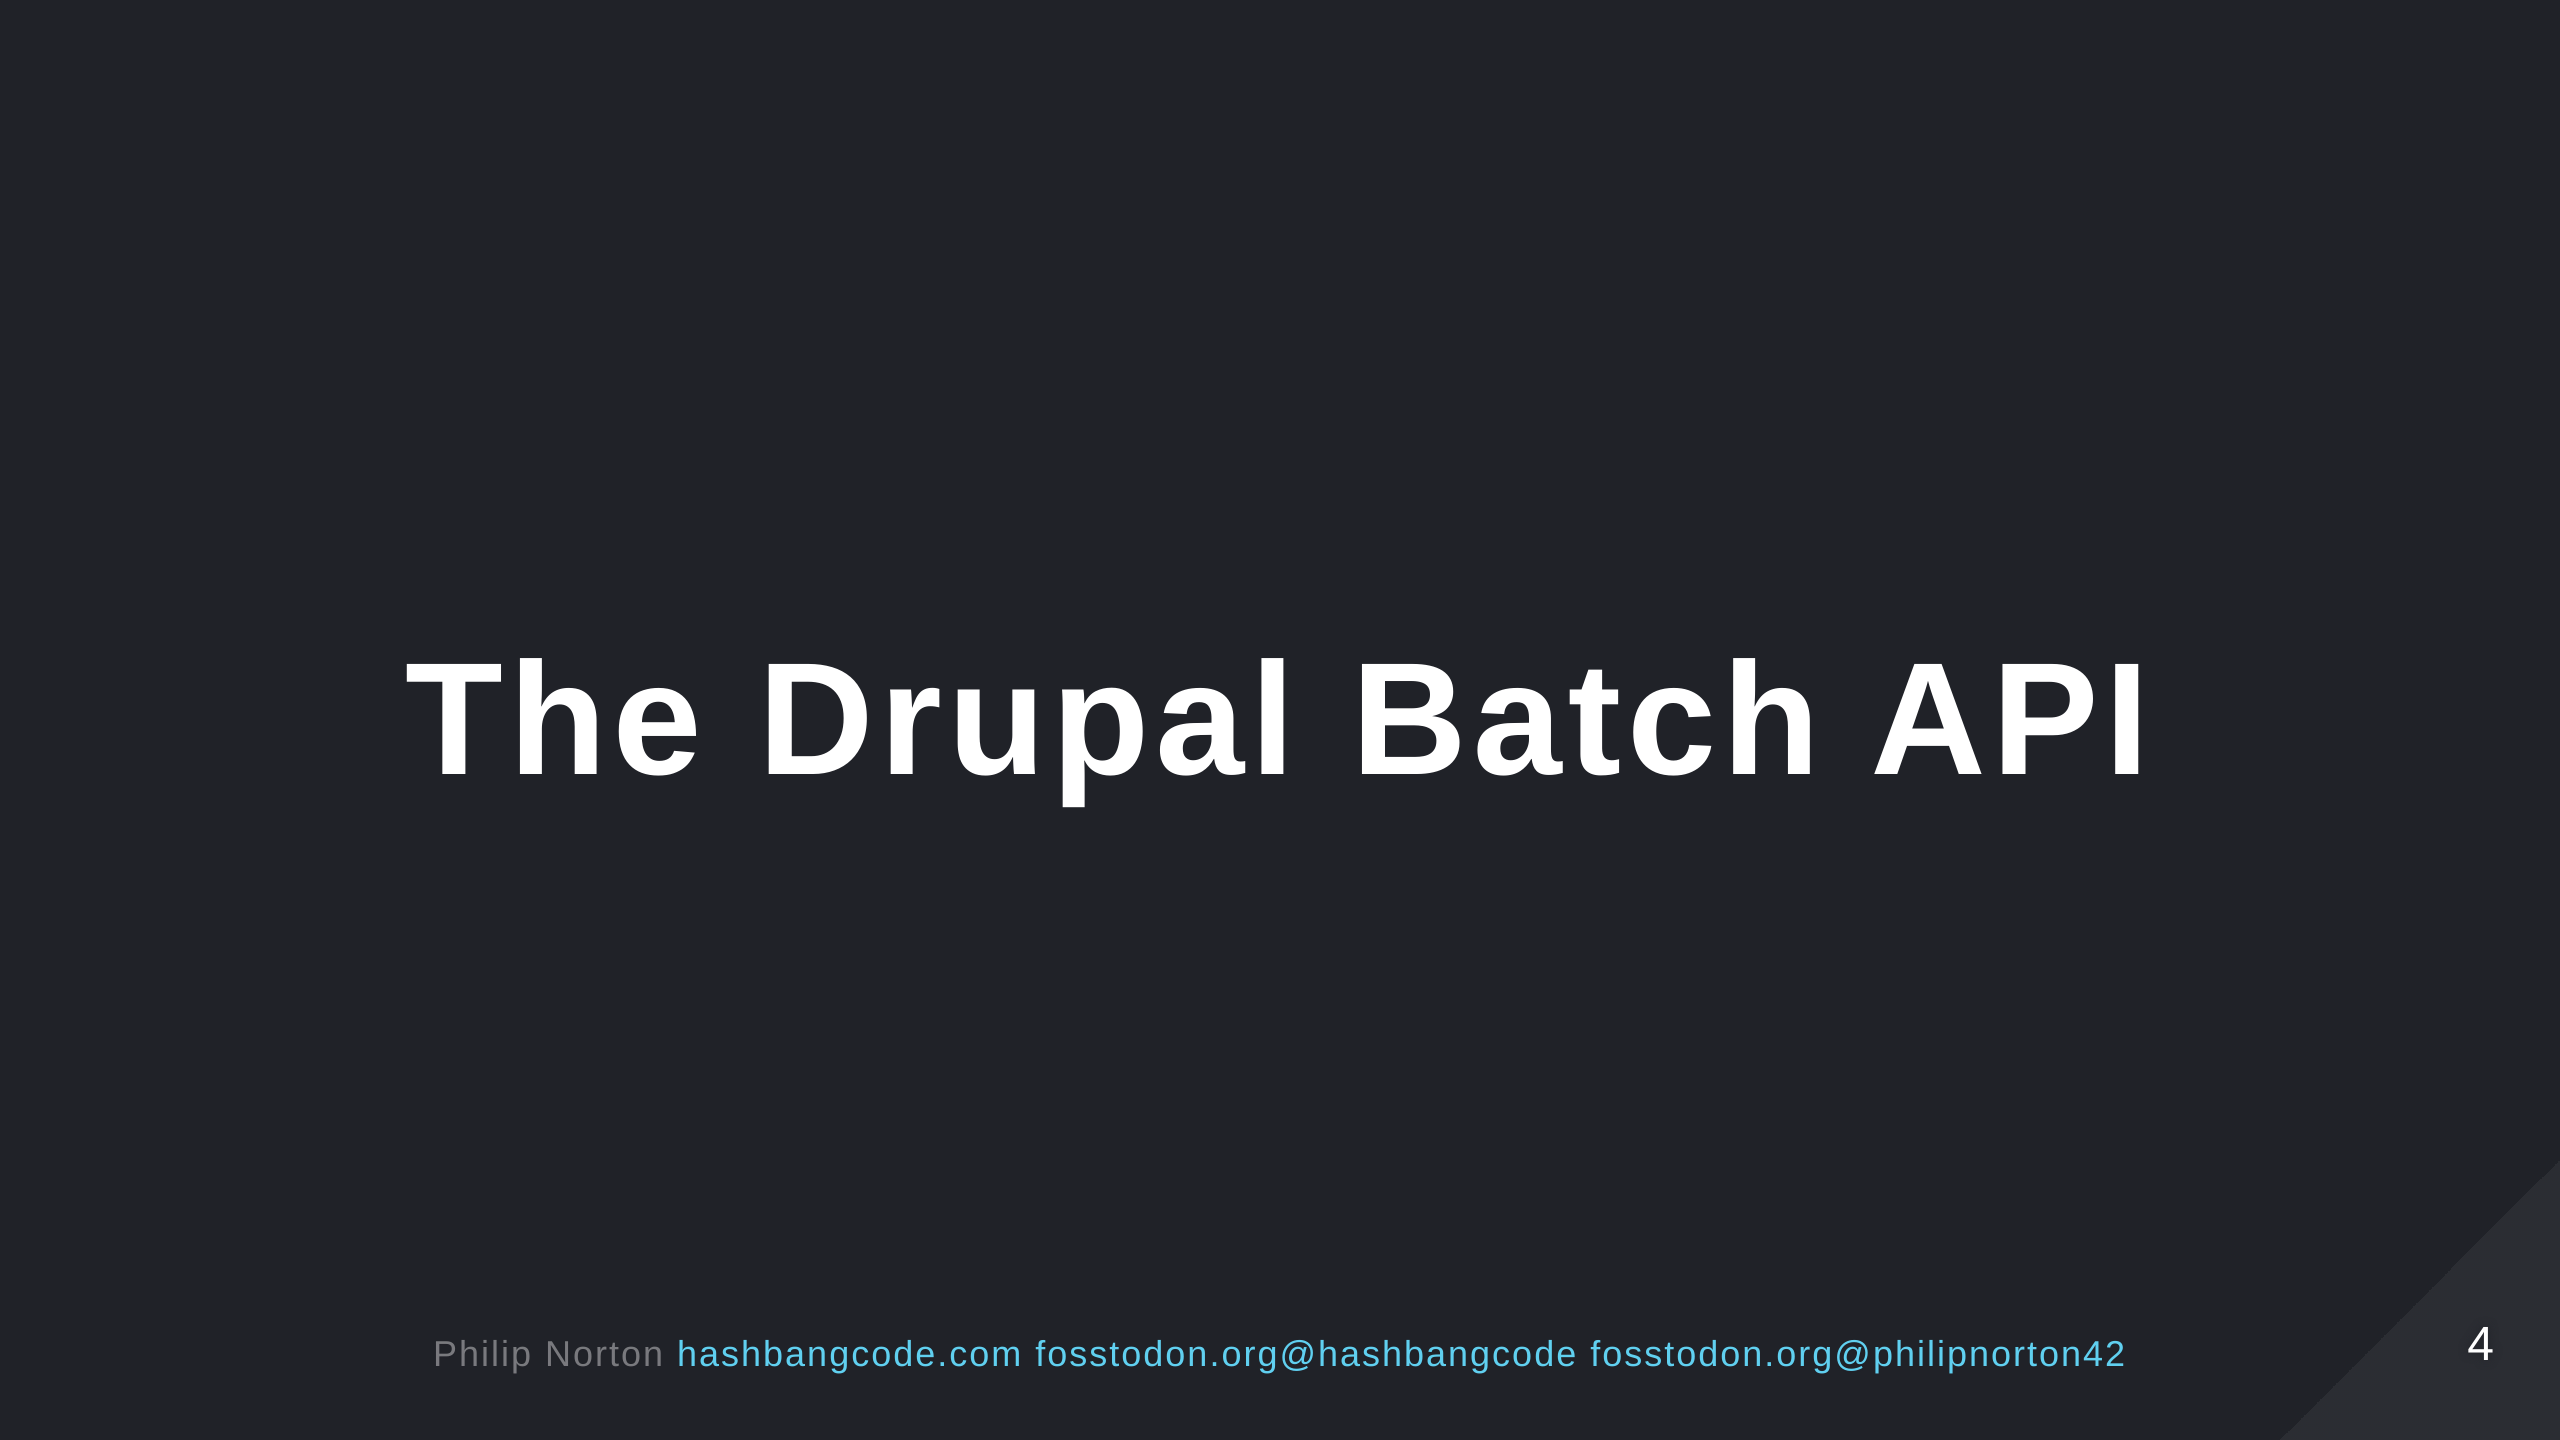 The Drupal Batch API
Philip Norton hashbangcode.com fosstodon.org@hashbangcode fosstodon.org@philipnorton42
4